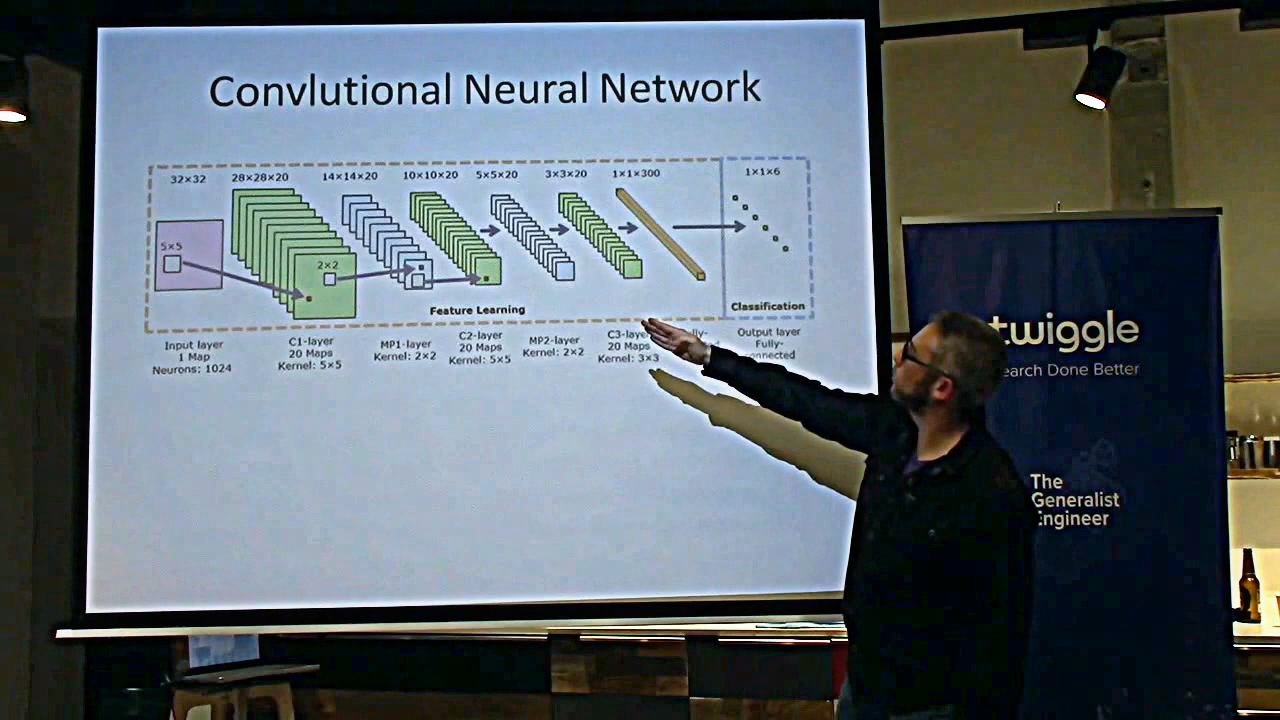 Convlutional Neural Network
32×32
28×28×20
14×14×20
10×10×20
5×5×20
3×3×20
1×1×300
1×1×6
5×5
2×2
Feature Learning
Classification
Input layer
1 Map
Neurons: 1024
C1-layer
20 Maps
Kernel: 5×5
MP1-layer
Kernel: 2×2
C2-layer
20 Maps
Kernel: 5×5
MP2-layer
Kernel: 2×2
C3-layer
20 Maps
Kernel: 3×3
Output layer
Fully-
twiggle
Done Better
The
Generalist
Engineer